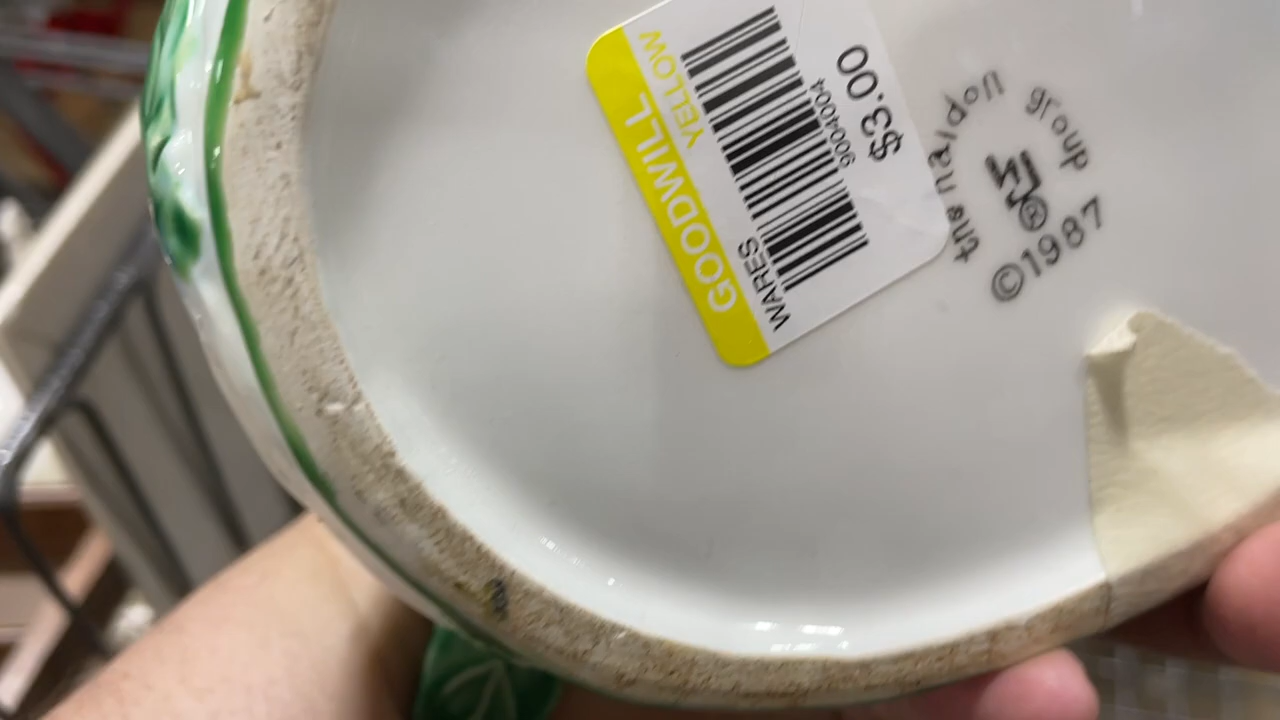 GOODWILL
YELLOW
WARES
9004004
$3.00
the haldon group
®
©1987